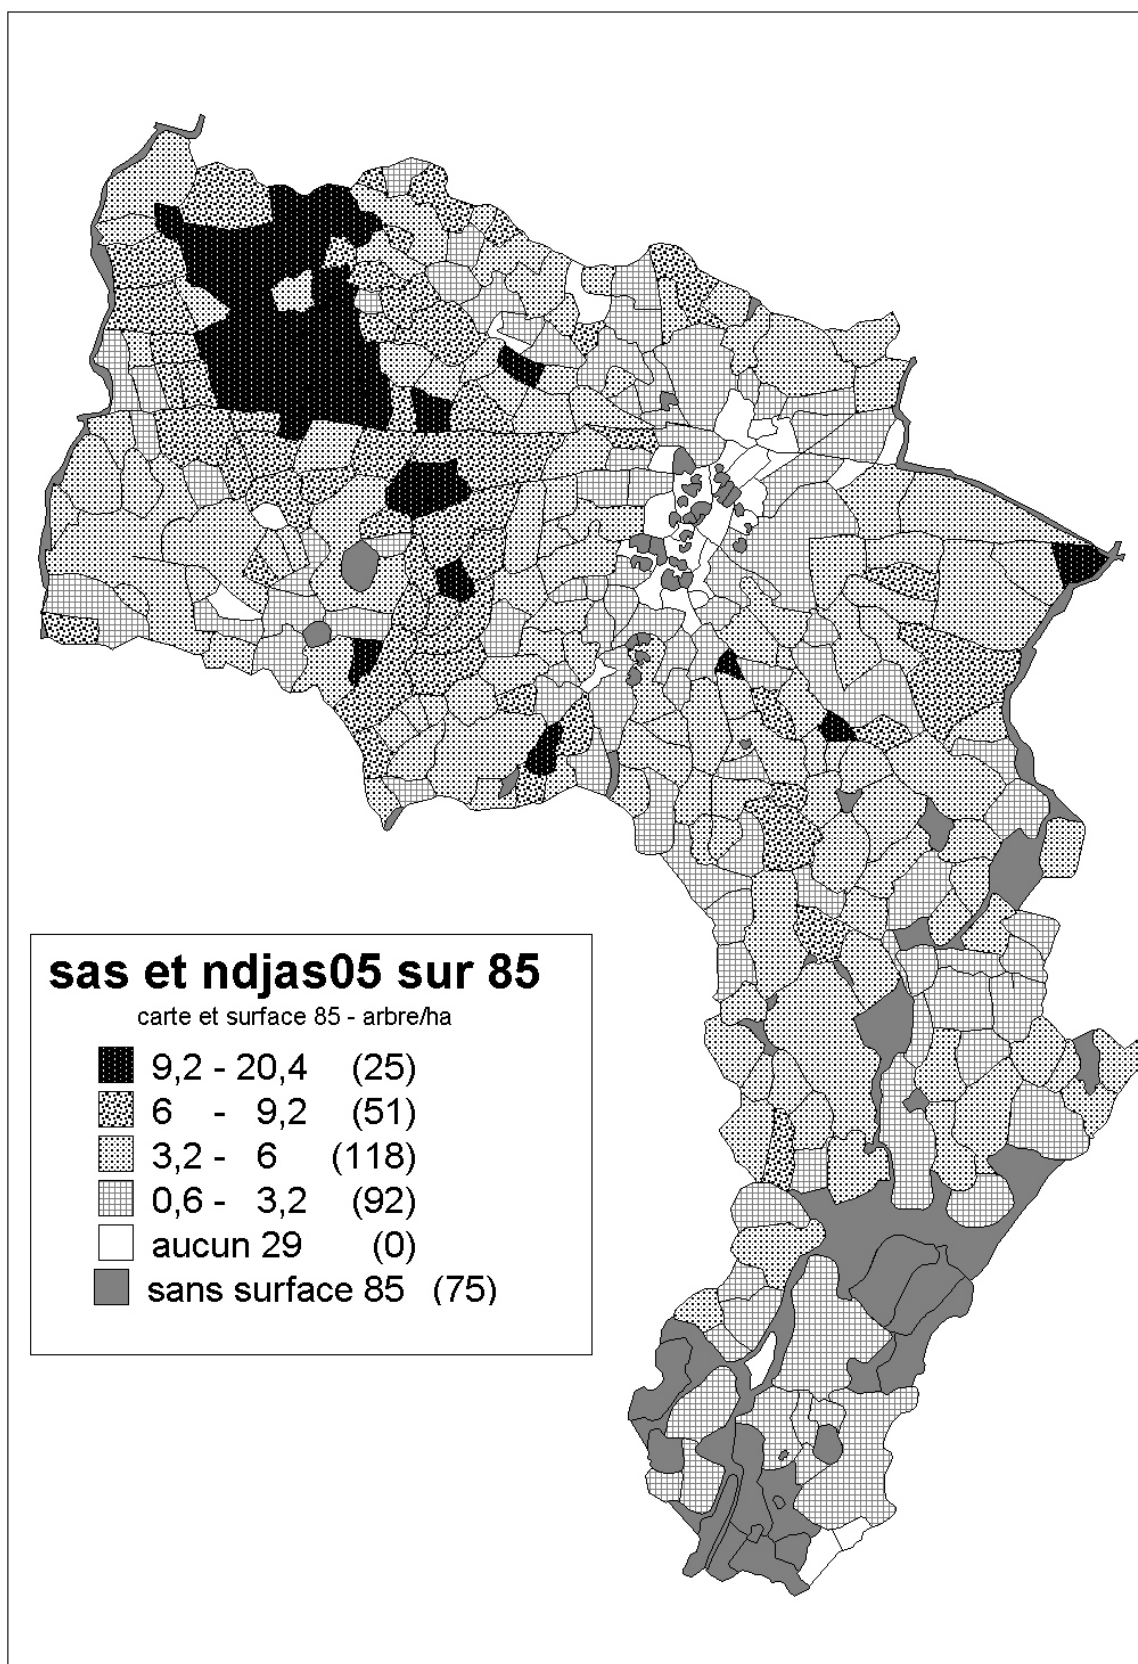 sas et ndjas05 sur 85
carte et surface 85 - arbre/ha
9,2 - 20,4 (25)
6 - 9,2 (51)
3,2 - 6 (118)
0,6 - 3,2 (92)
aucun 29 (0)
sans surface 85 (75)